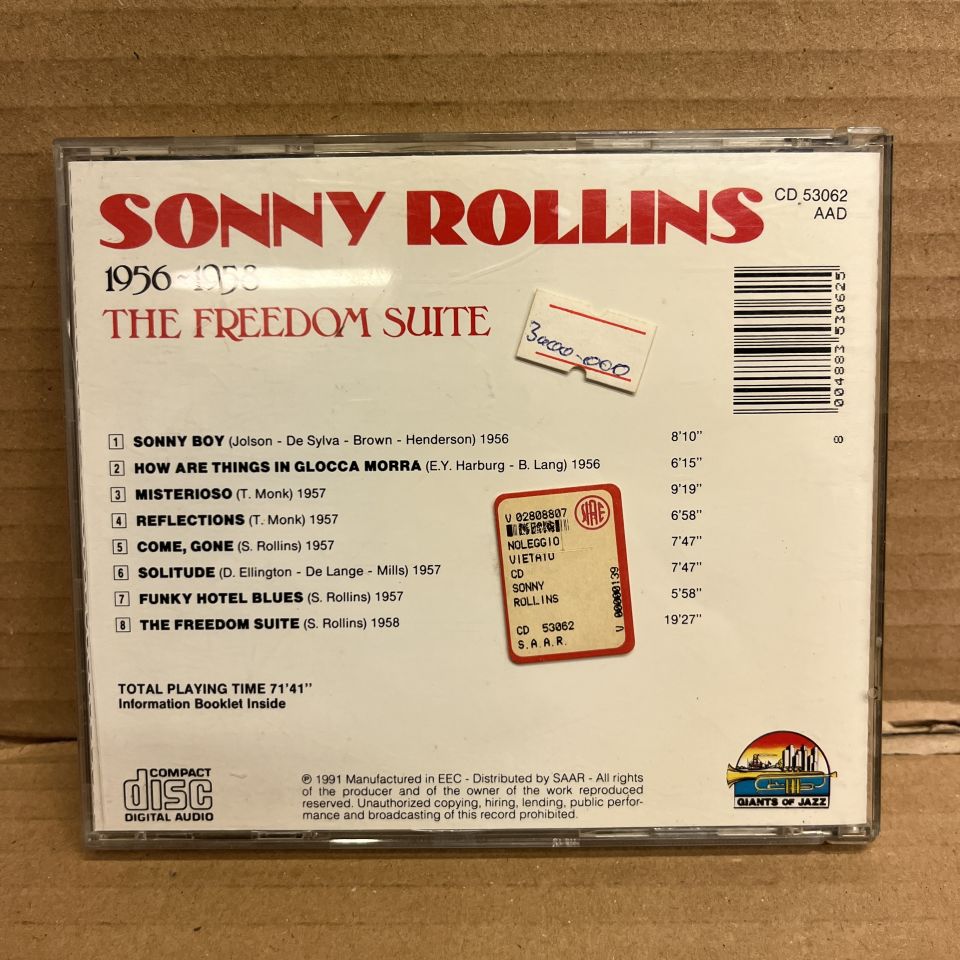 SONNY ROLLINS
CD 53062
AAD
1956-1958
THE FREEDOM SUITE
004883 530625
8
1 SONNY BOY (Jolson - De Sylva - Brown - Henderson) 1956 8'10"
2 HOW ARE THINGS IN GLOCCA MORRA (E.Y. Harburg - B. Lang) 1956 6'15"
3 MISTERIOSO (T. Monk) 1957 9'19"
4 REFLECTIONS (T. Monk) 1957 6'58"
5 COME, GONE (S. Rollins) 1957 7'47"
6 SOLITUDE (D. Ellington - De Lange - Mills) 1957 7'47"
7 FUNKY HOTEL BLUES (S. Rollins) 1957 5'58"
8 THE FREEDOM SUITE (S. Rollins) 1958 19'27"
V 02808807
SIAE
NOLEGGIO
VIETATO
CD
SONNY
ROLLINS
CD 53062
S.A.A.R.
V 00000139
TOTAL PLAYING TIME 71'41"
Information Booklet Inside
COMPACT
disc
DIGITAL AUDIO
℗ 1991 Manufactured in EEC - Distributed by SAAR - All rights
of the producer and of the owner of the work reproduced
reserved. Unauthorized copying, hiring, lending, public perfor-
mance and broadcasting of this record prohibited.
GIANTS OF JAZZ